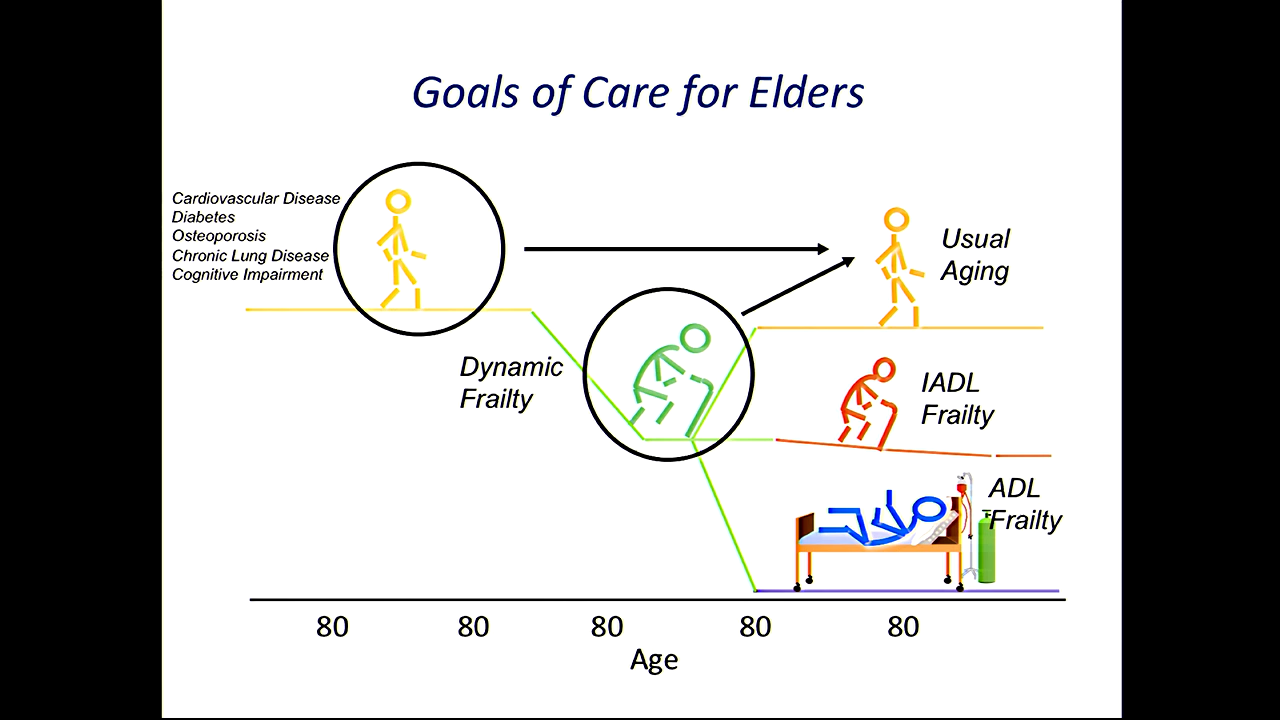 Goals of Care for Elders
Cardiovascular Disease
Diabetes
Osteoporosis
Chronic Lung Disease
Cognitive Impairment
Usual
Aging
Dynamic
Frailty
IADL
Frailty
ADL
Frailty
80 80 80 80 80
Age